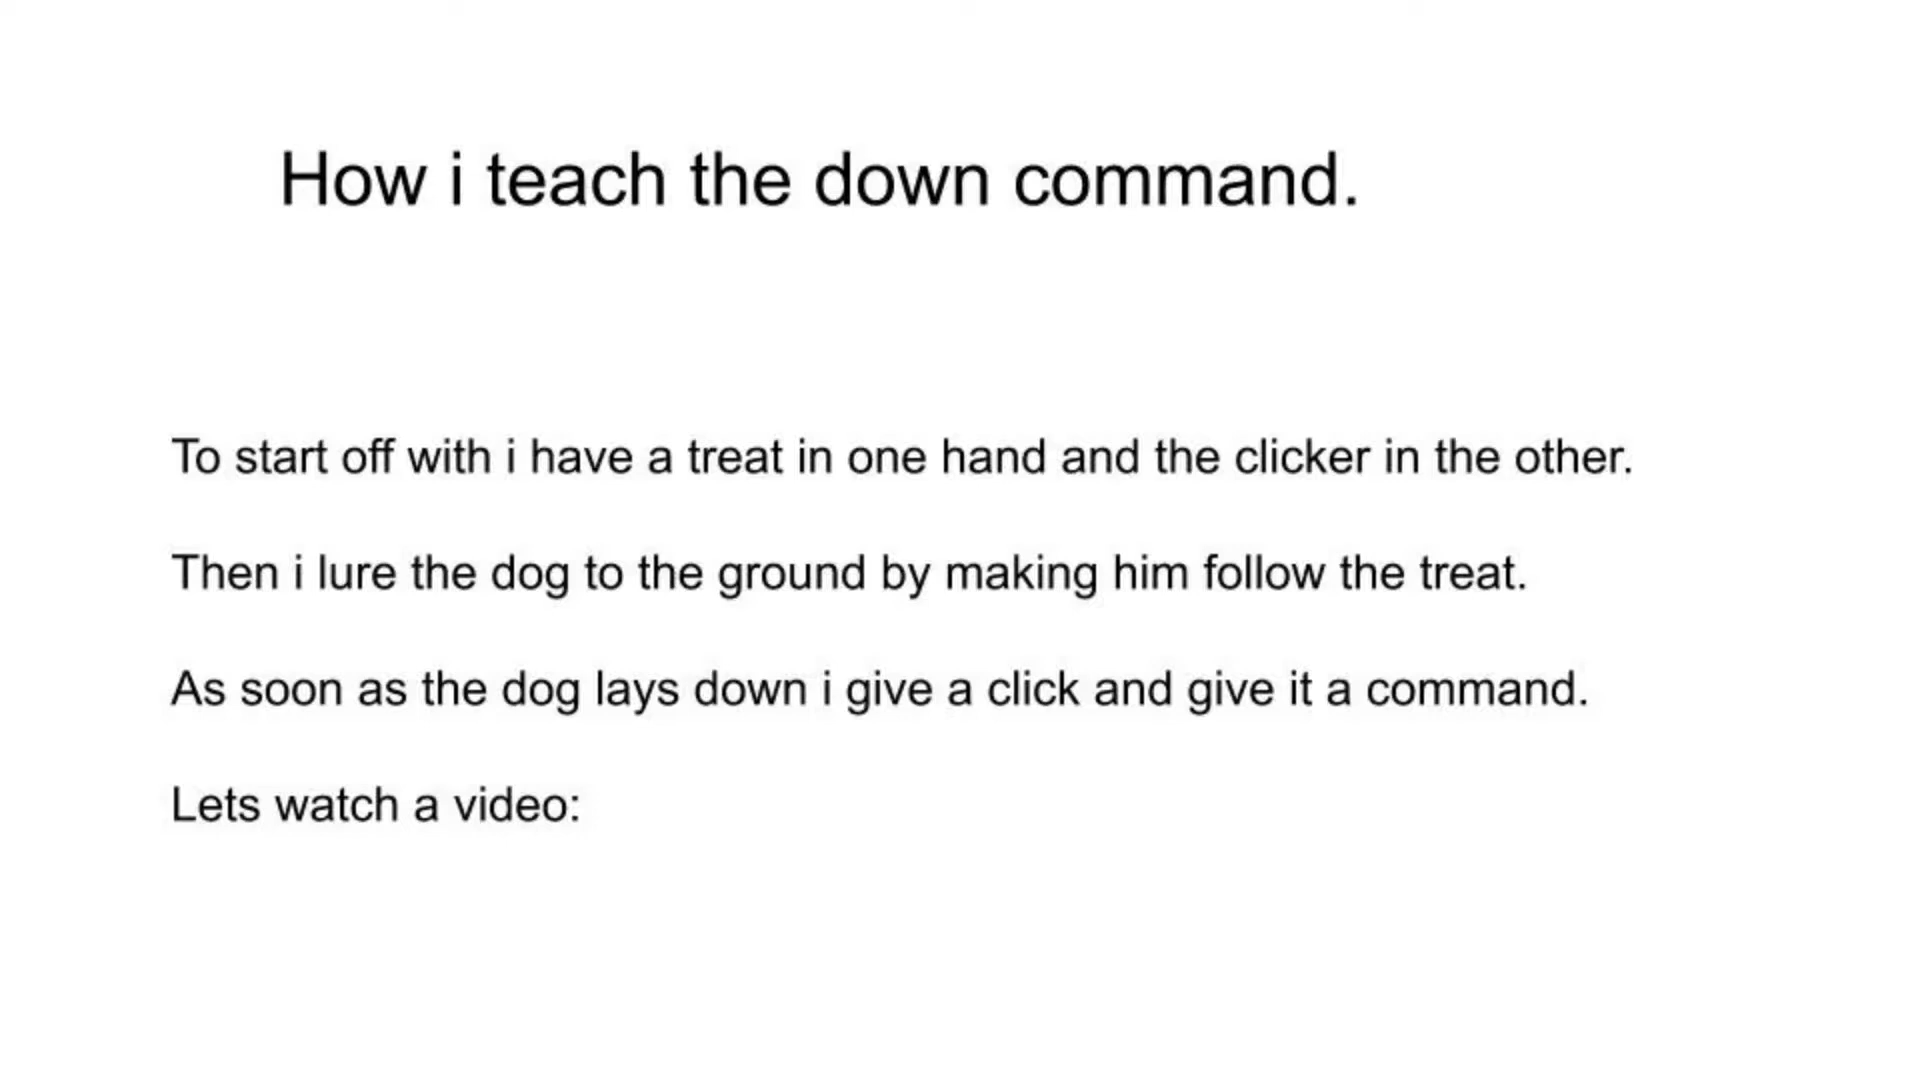 How i teach the down command.
To start off with i have a treat in one hand and the clicker in the other.
Then i lure the dog to the ground by making him follow the treat.
As soon as the dog lays down i give a click and give it a command.
Lets watch a video: